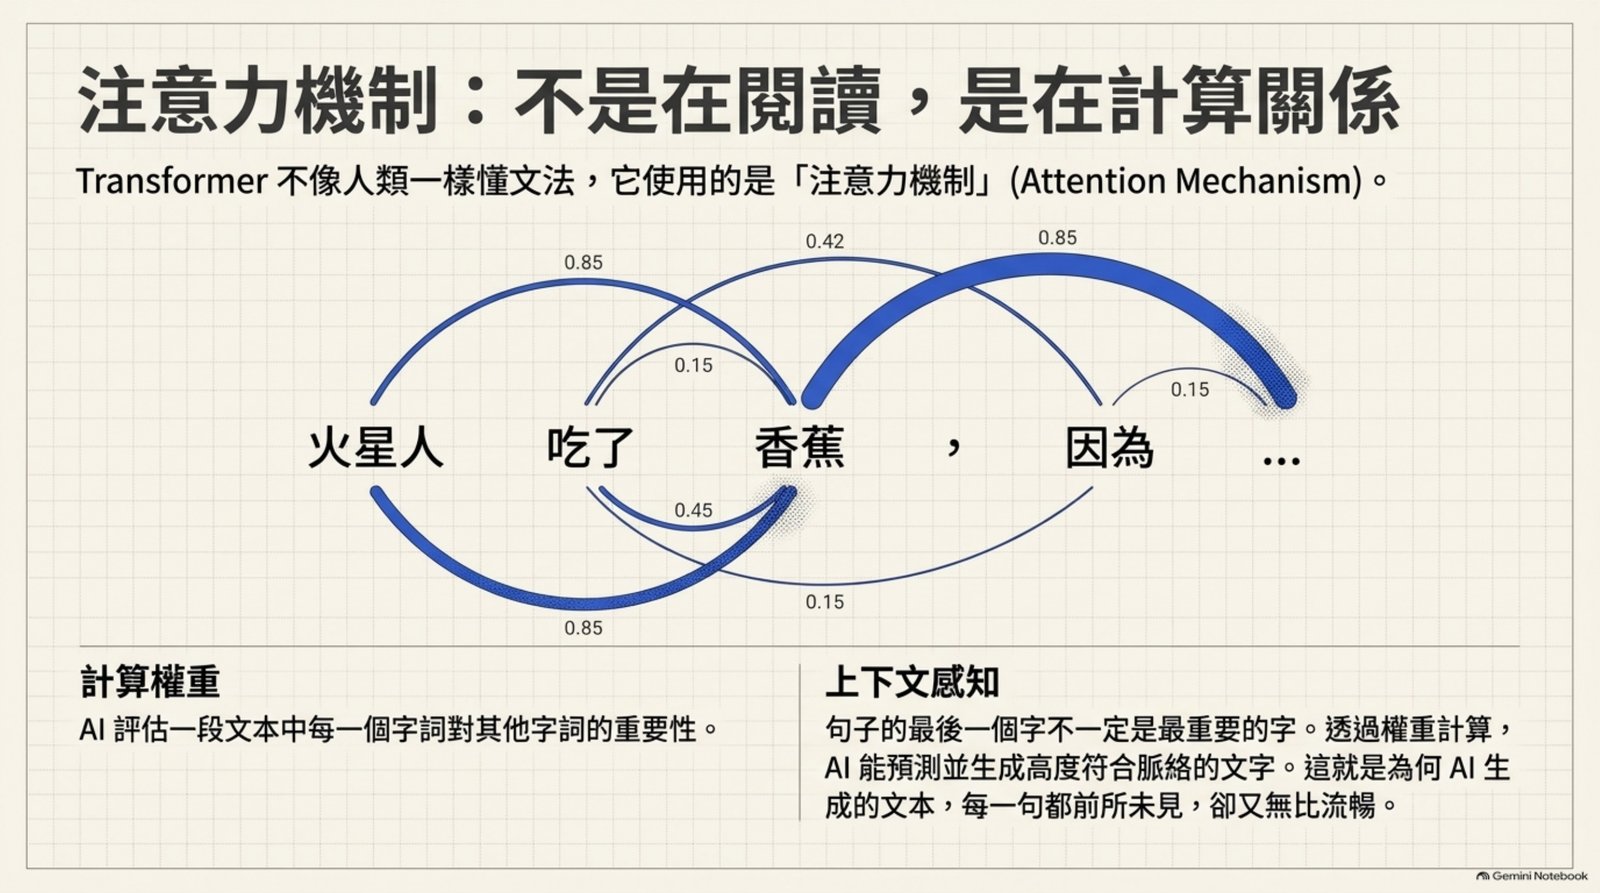 注意力機制：不是在閱讀，是在計算關係
Transformer 不像人類一樣懂文法，它使用的是「注意力機制」(Attention Mechanism)。
0.85
0.42
0.85
0.15
0.15
火星人 吃了 香蕉 ， 因為 ...
0.45
0.15
0.85
計算權重
AI 評估一段文本中每一個字詞對其他字詞的重要性。
上下文感知
句子的最後一個字不一定是最重要的字。透過權重計算，
AI 能預測並生成高度符合脈絡的文字。這就是為何 AI 生
成的文本，每一句都前所未見，卻又無比流暢。
Gemini Notebook